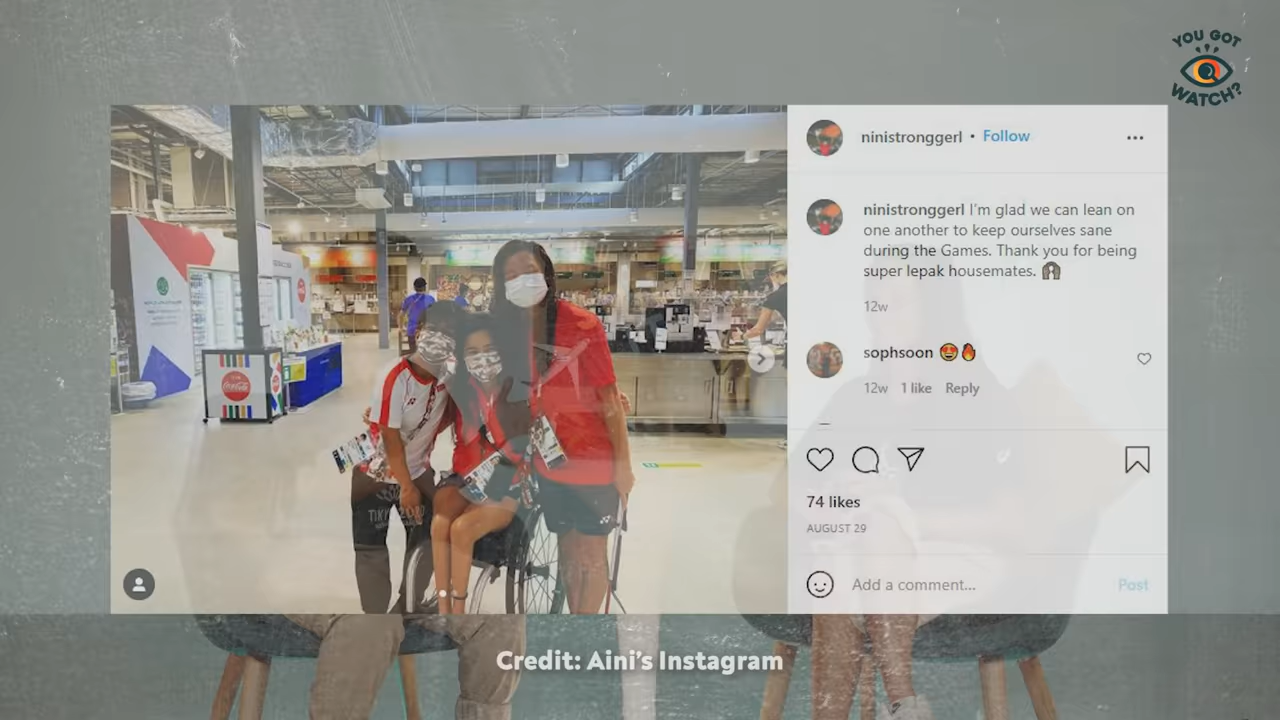 YOU GOT
WATCH?
ninistronggerl • Follow
ninistronggerl I'm glad we can lean on
one another to keep ourselves sane
during the Games. Thank you for being
super lepak housemates.
12w
sophsoon
12w 1 like Reply
74 likes
AUGUST 29
Add a comment... Post
Coca-Cola
Credit: Aini's Instagram